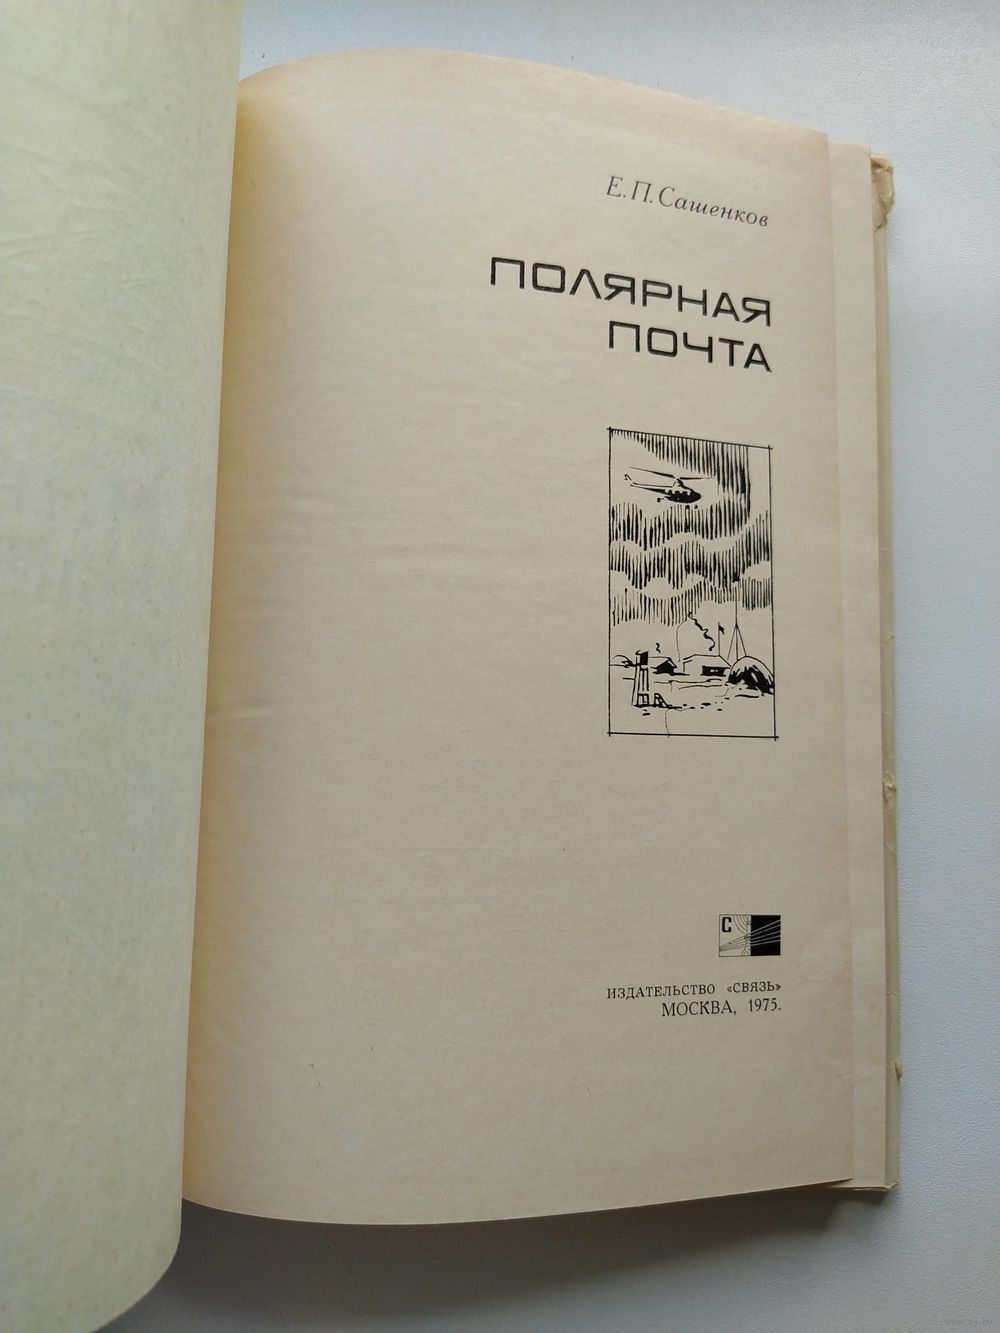 Е.П.Сашенков
ПОЛЯРНАЯ
ПОЧТА
С
ИЗДАТЕЛЬСТВО «СВЯЗЬ»
МОСКВА, 1975.